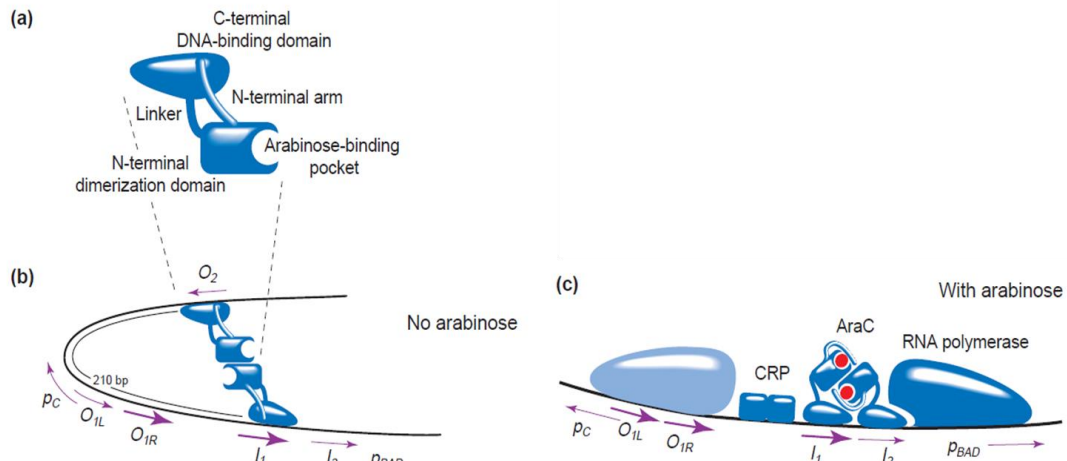 (a)
C-terminal
DNA-binding domain
N-terminal arm
Linker
Arabinose-binding
pocket
N-terminal
dimerization domain
(b)
O2
No arabinose
210 bp
pC
O1L
O1R
I1
I2
pBAD
(c)
With arabinose
AraC
RNA polymerase
CRP
pC
O1L
O1R
I1
I2
pBAD